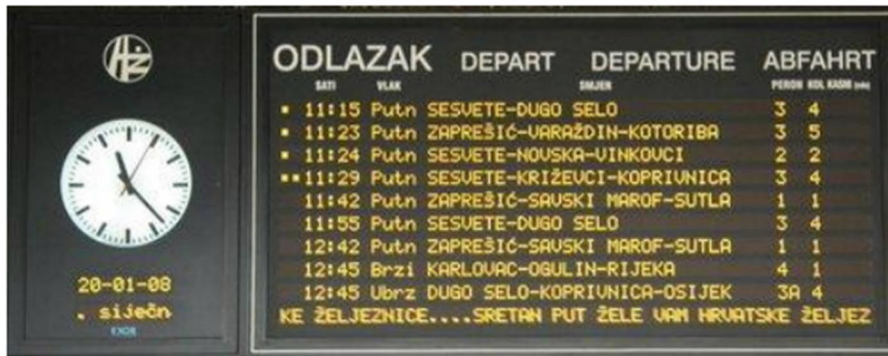 HŽ
ODLAZAK DEPART DEPARTURE ABFAHRT
SATI VLAK SMJER PERON KOL KASNI (min)
11:15 Putn SESVETE-DUGO SELO 3 4
11:23 Putn ZAPREŠIĆ-VARAŽDIN-KOTORIBA 3 5
11:24 Putn SESVETE-NOVSKA-VINKOVCI 2 2
11:29 Putn SESVETE-KRIŽEVCI-KOPRIVNICA 3 4
11:42 Putn ZAPREŠIĆ-SAVSKI MAROF-SUTLA 1 1
11:55 Putn SESVETE-DUGO SELO 3 4
12:42 Putn ZAPREŠIĆ-SAVSKI MAROF-SUTLA 1 1
12:45 Brzi KARLOVAC-OGULIN-RIJEKA 4 1
12:45 Ubrz DUGO SELO-KOPRIVNICA-OSIJEK 3A 4
KE ŽELJEZNICE....SRETAN PUT ŽELE VAM HRVATSKE ŽELJEZ
20-01-08
. siječn